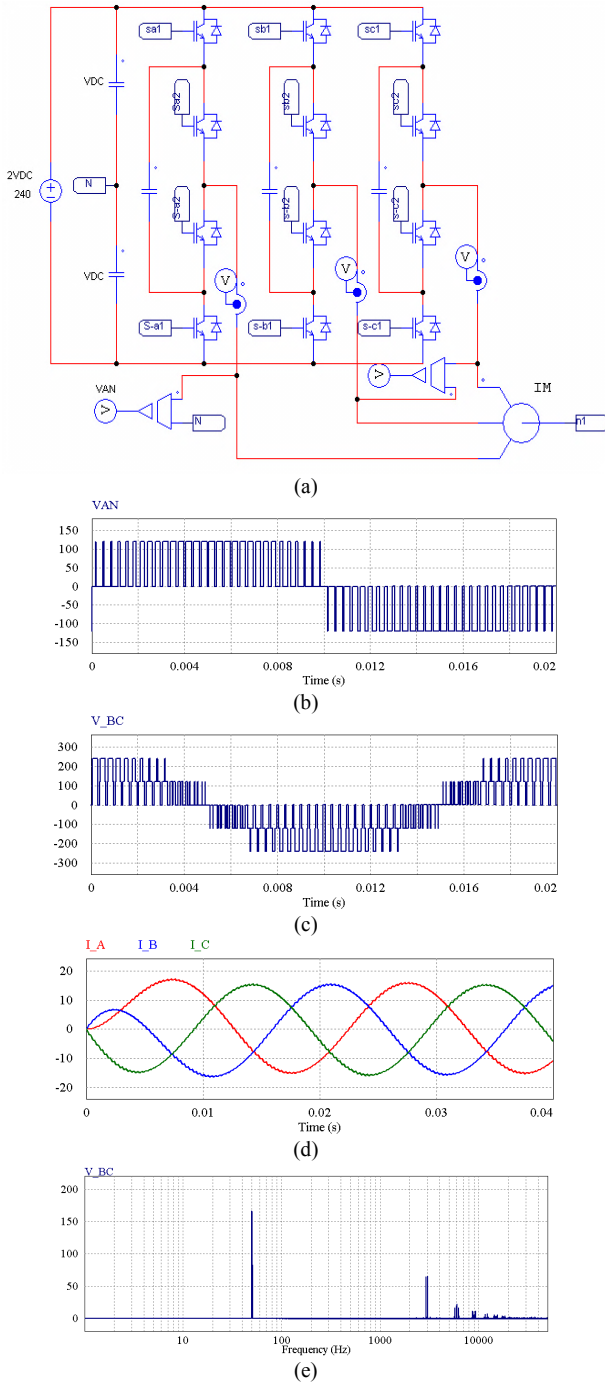 sa1 sb1 sc1
VDC
Sa2 sb2 sc2
2VDC
240
N
S-a2 s-b2 s-c2
VDC
V V V
S-a1 s-b1 s-c1
VAN
V
V
IM
N
n1
(a)
VAN
150
100
50
0
-50
-100
-150
0 0.004 0.008 0.012 0.016 0.02
Time (s)
(b)
V_BC
300
200
100
0
-100
-200
-300
0 0.004 0.008 0.012 0.016 0.02
Time (s)
(c)
I_A I_B I_C
20
10
0
-10
-20
0 0.01 0.02 0.03 0.04
Time (s)
(d)
V_BC
200
150
100
50
0
10 100 1000 10000
Frequency (Hz)
(e)